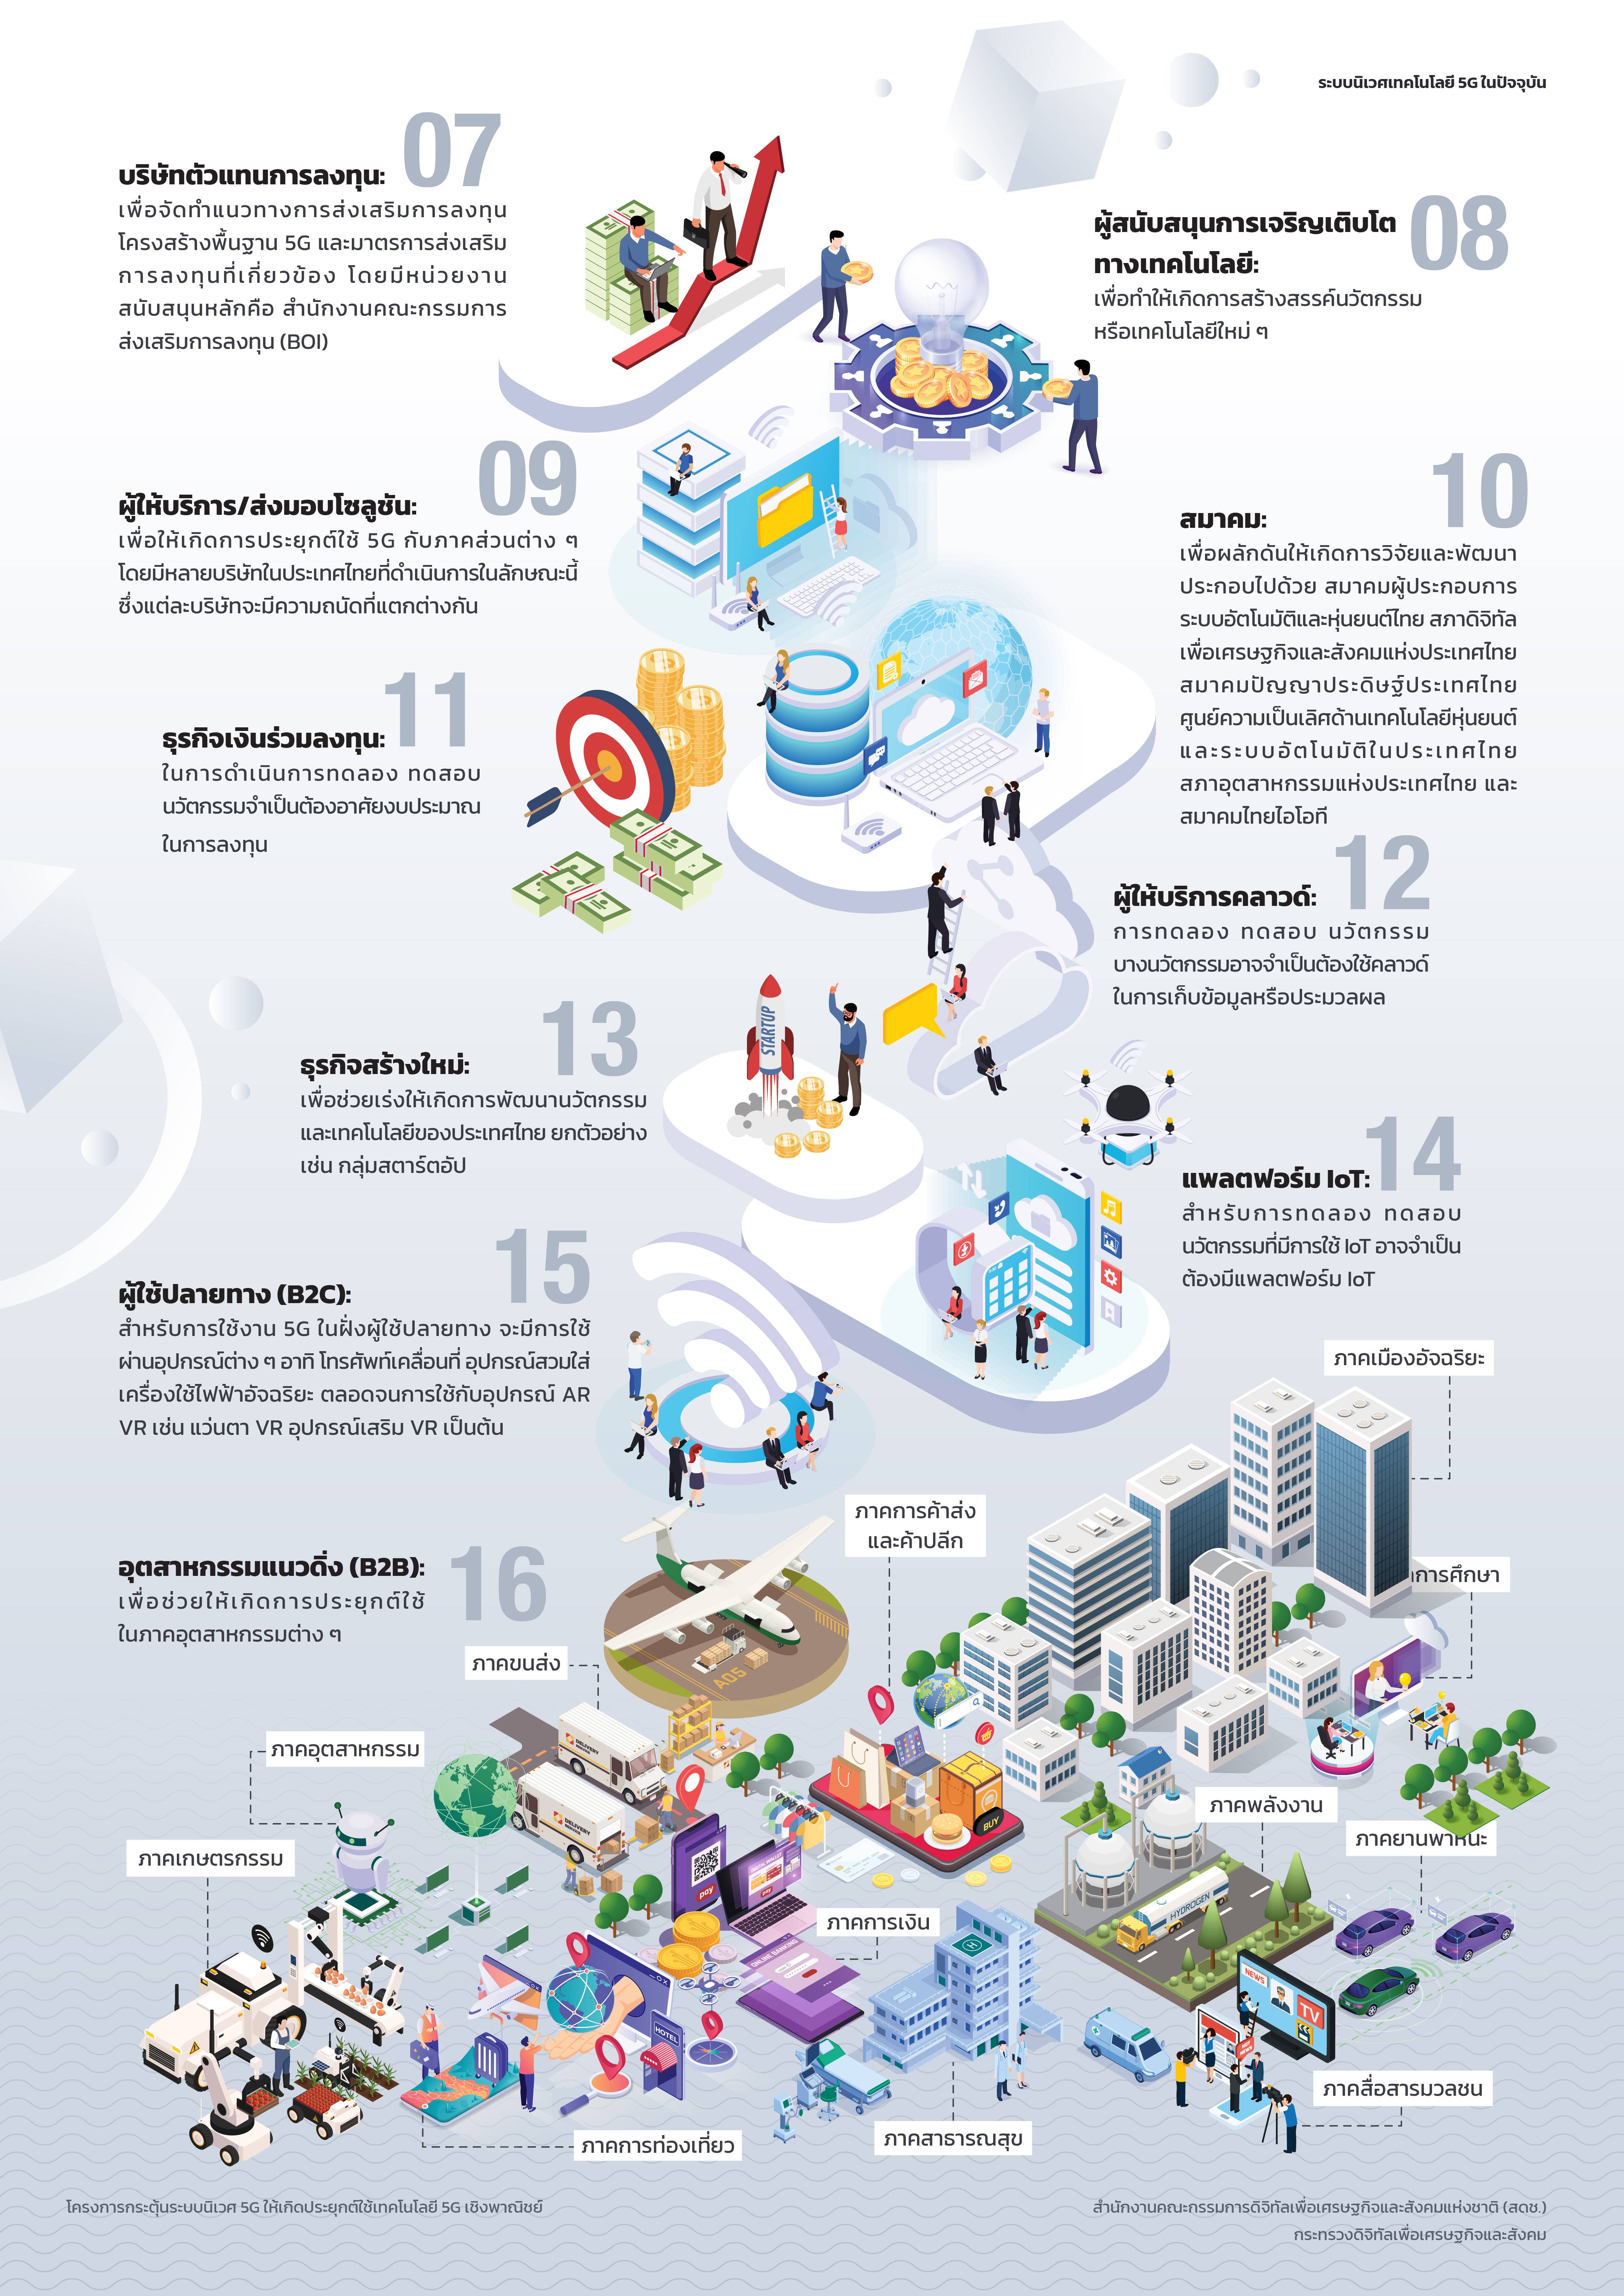 ระบบนิเวศเทคโนโลยี 5G ในปัจจุบัน
07
บริษัทตัวแทนการลงทุน:
เพื่อจัดทำแนวทางการส่งเสริมการลงทุน
โครงสร้างพื้นฐาน 5G และมาตรการส่งเสริม
การลงทุนที่เกี่ยวข้อง โดยมีหน่วยงาน
สนับสนุนหลักคือ สำนักงานคณะกรรมการ
ส่งเสริมการลงทุน (BOI)
08
ผู้สนับสนุนการเจริญเติบโต
ทางเทคโนโลยี:
เพื่อทำให้เกิดการสร้างสรรค์นวัตกรรม
หรือเทคโนโลยีใหม่ ๆ
09
ผู้ให้บริการ/ส่งมอบโซลูชัน:
เพื่อให้เกิดการประยุกต์ใช้ 5G กับภาคส่วนต่าง ๆ
โดยมีหลายบริษัทในประเทศไทยที่ดำเนินการในลักษณะนี้
ซึ่งแต่ละบริษัทจะมีความถนัดที่แตกต่างกัน
10
สมาคม:
เพื่อผลักดันให้เกิดการวิจัยและพัฒนา
ประกอบไปด้วย สมาคมผู้ประกอบการ
ระบบอัตโนมัติและหุ่นยนต์ไทย สภาดิจิทัล
เพื่อเศรษฐกิจและสังคมแห่งประเทศไทย
สมาคมปัญญาประดิษฐ์ประเทศไทย
ศูนย์ความเป็นเลิศด้านเทคโนโลยีหุ่นยนต์
และระบบอัตโนมัติในประเทศไทย
สภาอุตสาหกรรมแห่งประเทศไทย และ
สมาคมไทยไอโอที
11
ธุรกิจเงินร่วมลงทุน:
ในการดำเนินการทดลอง ทดสอบ
นวัตกรรมจำเป็นต้องอาศัยงบประมาณ
ในการลงทุน
12
ผู้ให้บริการคลาวด์:
การทดลอง ทดสอบ นวัตกรรม
บางนวัตกรรมอาจจำเป็นต้องใช้คลาวด์
ในการเก็บข้อมูลหรือประมวลผล
13
ธุรกิจสร้างใหม่:
เพื่อช่วยเร่งให้เกิดการพัฒนานวัตกรรม
และเทคโนโลยีของประเทศไทย ยกตัวอย่าง
เช่น กลุ่มสตาร์ตอัป
STARTUP
14
แพลตฟอร์ม IoT:
สำหรับการทดลอง ทดสอบ
นวัตกรรมที่มีการใช้ IoT อาจจำเป็น
ต้องมีแพลตฟอร์ม IoT
15
ผู้ใช้ปลายทาง (B2C):
สำหรับการใช้งาน 5G ในฝั่งผู้ใช้ปลายทาง จะมีการใช้
ผ่านอุปกรณ์ต่าง ๆ อาทิ โทรศัพท์เคลื่อนที่ อุปกรณ์สวมใส่
เครื่องใช้ไฟฟ้าอัจฉริยะ ตลอดจนการใช้กับอุปกรณ์ AR
VR เช่น แว่นตา VR อุปกรณ์เสริม VR เป็นต้น
16
อุตสาหกรรมแนวดิ่ง (B2B):
เพื่อช่วยให้เกิดการประยุกต์ใช้
ในภาคอุตสาหกรรมต่าง ๆ
ภาคเมืองอัจฉริยะ
ภาคการค้าส่ง
และค้าปลีก
การศึกษา
ภาคขนส่ง
A05
ภาคอุตสาหกรรม
DELIVERY
DELIVERY
ภาคพลังงาน
BUY
ภาคยานพาหนะ
ภาคเกษตรกรรม
pay
pay
HYDROGEN
ภาคการเงิน
ONLINE BANKING
H
NEWS
TV
HOTEL
ภาคสื่อสารมวลชน
ภาคสาธารณสุข
ภาคการท่องเที่ยว
โครงการกระตุ้นระบบนิเวศ 5G ให้เกิดประยุกต์ใช้เทคโนโลยี 5G เชิงพาณิชย์
สำนักงานคณะกรรมการดิจิทัลเพื่อเศรษฐกิจและสังคมแห่งชาติ (สดช.)
กระทรวงดิจิทัลเพื่อเศรษฐกิจและสังคม